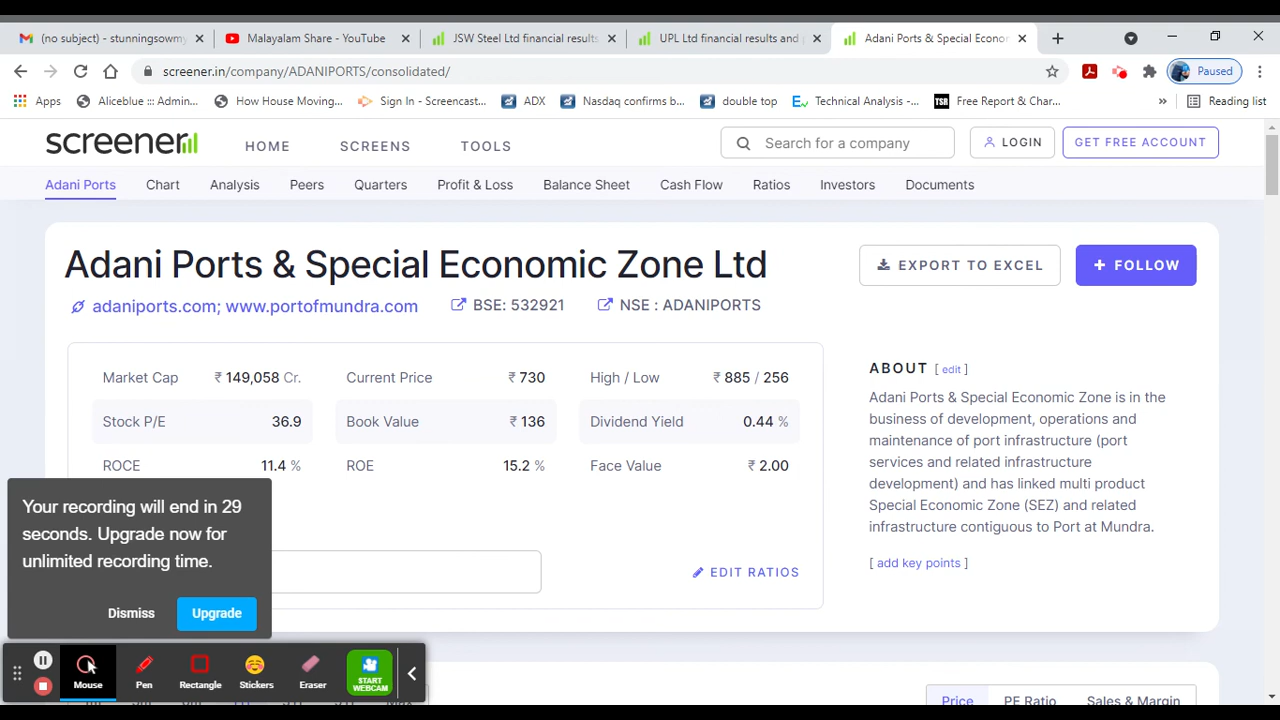 (no subject) - stunningsowm
Malayalam Share - YouTube
JSW Steel Ltd financial results
UPL Ltd financial results and
Adani Ports & Special Econo
screener.in/company/ADANIPORTS/consolidated/
Paused
Apps
Aliceblue ::: Admin...
How House Moving...
Sign In - Screencast...
ADX
Nasdaq confirms b...
double top
Technical Analysis -...
TSR
Free Report & Char...
»
Reading list
screener
HOME
SCREENS
TOOLS
Search for a company
LOGIN
GET FREE ACCOUNT
Adani Ports
Chart
Analysis
Peers
Quarters
Profit & Loss
Balance Sheet
Cash Flow
Ratios
Investors
Documents
Adani Ports & Special Economic Zone Ltd
EXPORT TO EXCEL
+ FOLLOW
adaniports.com; www.portofmundra.com
BSE: 532921
NSE : ADANIPORTS
Market Cap ₹ 149,058 Cr.
Current Price ₹ 730
High / Low ₹ 885 / 256
Stock P/E 36.9
Book Value ₹ 136
Dividend Yield 0.44 %
ROCE 11.4 %
ROE 15.2 %
Face Value ₹ 2.00
EDIT RATIOS
ABOUT [ edit ]
Adani Ports & Special Economic Zone is in the
business of development, operations and
maintenance of port infrastructure (port
services and related infrastructure
development) and has linked multi product
Special Economic Zone (SEZ) and related
infrastructure contiguous to Port at Mundra.
[ add key points ]
Your recording will end in 29
seconds. Upgrade now for
unlimited recording time.
Dismiss
Upgrade
Mouse
Pen
Rectangle
Stickers
Eraser
START
WEBCAM
Price
PE Ratio
Sales & Margin